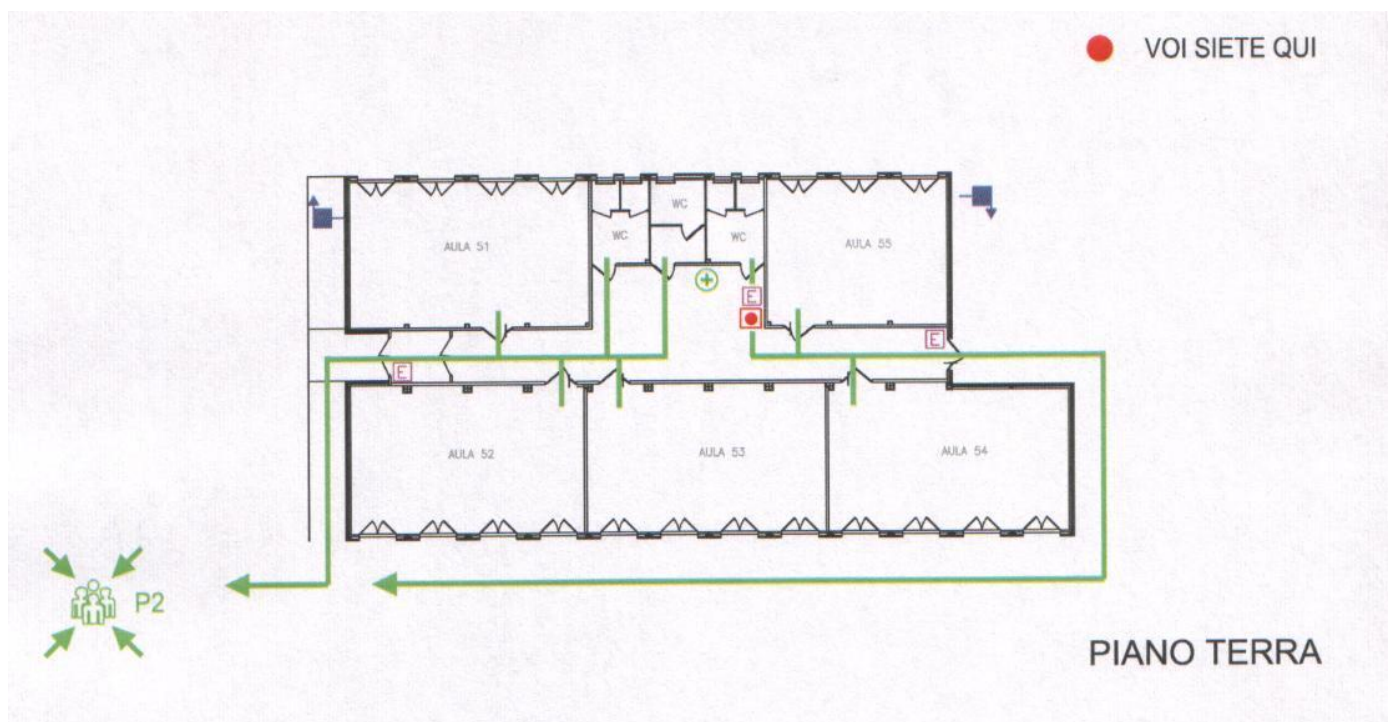 VOI SIETE QUI
WC
AULA 51
WC
WC
AULA 55
E
E
E
AULA 52
AULA 53
AULA 54
P2
PIANO TERRA